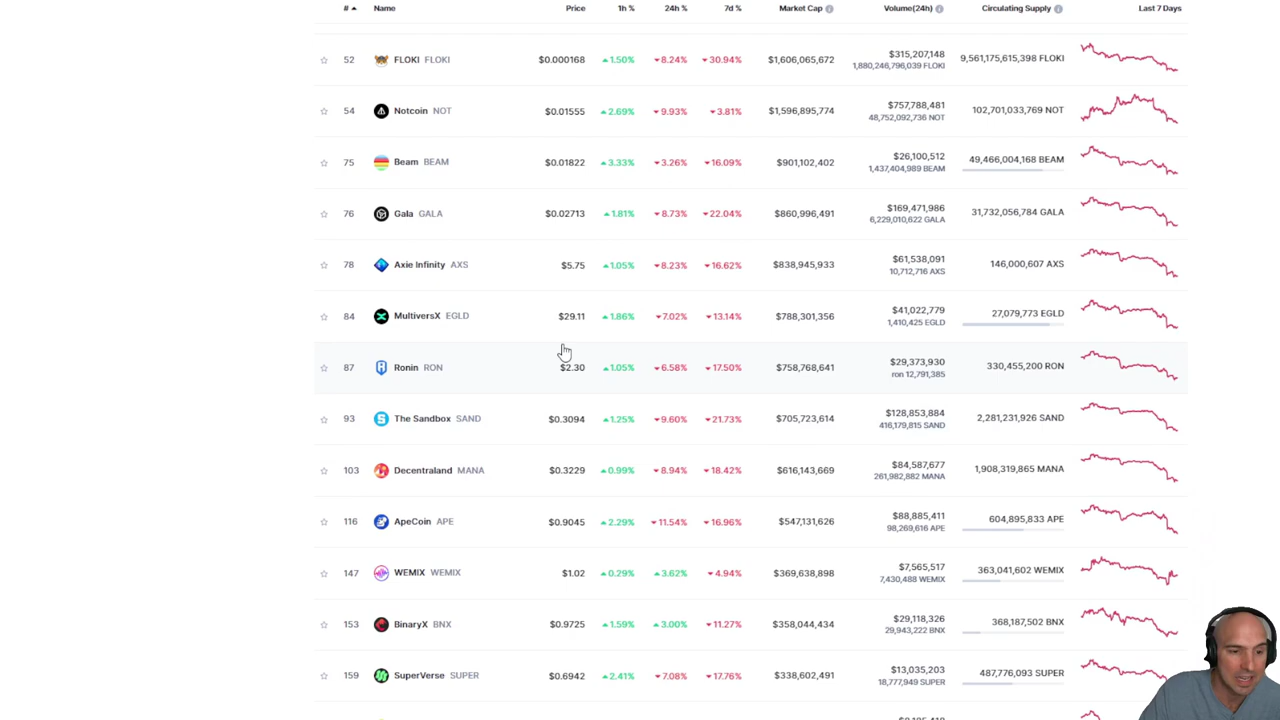 # Name Price 1h % 24h % 7d % Market Cap Volume(24h) Circulating Supply Last 7 Days
52 FLOKI FLOKI $0.000168 1.50% 8.24% 30.94% $1,606,065,672 $315,207,148 9,561,175,615,398 FLOKI
1,880,246,796,039 FLOKI
54 Notcoin NOT $0.01555 2.69% 9.93% 3.81% $1,596,895,774 $757,788,481 102,701,033,769 NOT
48,752,092,736 NOT
75 Beam BEAM $0.01822 3.33% 3.26% 16.09% $901,102,402 $26,100,512 49,466,004,168 BEAM
1,437,404,989 BEAM
76 Gala GALA $0.02713 1.81% 8.73% 22.04% $860,996,491 $169,471,986 31,732,056,784 GALA
6,229,010,622 GALA
78 Axie Infinity AXS $5.75 1.05% 8.23% 16.62% $838,945,933 $61,538,091 146,000,607 AXS
10,712,716 AXS
84 MultiversX EGLD $29.11 1.86% 7.02% 13.14% $788,301,356 $41,022,779 27,079,773 EGLD
1,410,425 EGLD
87 Ronin RON $2.30 1.05% 6.58% 17.50% $758,768,641 $29,373,930 330,455,200 RON
ron 12,791,385
93 The Sandbox SAND $0.3094 1.25% 9.60% 21.73% $705,723,614 $128,853,884 2,281,231,926 SAND
416,179,815 SAND
103 Decentraland MANA $0.3229 0.99% 8.94% 18.42% $616,143,669 $84,587,677 1,908,319,865 MANA
261,982,882 MANA
116 ApeCoin APE $0.9045 2.29% 11.54% 16.96% $547,131,626 $88,885,411 604,895,833 APE
98,269,616 APE
147 WEMIX WEMIX $1.02 0.29% 3.62% 4.94% $369,638,898 $7,565,517 363,041,602 WEMIX
7,430,488 WEMIX
153 BinaryX BNX $0.9725 1.59% 3.00% 11.27% $358,044,434 $29,118,326 368,187,502 BNX
29,943,222 BNX
159 SuperVerse SUPER $0.6942 2.41% 7.08% 17.76% $338,602,491 $13,035,203 487,776,093 SUPER
18,777,949 SUPER